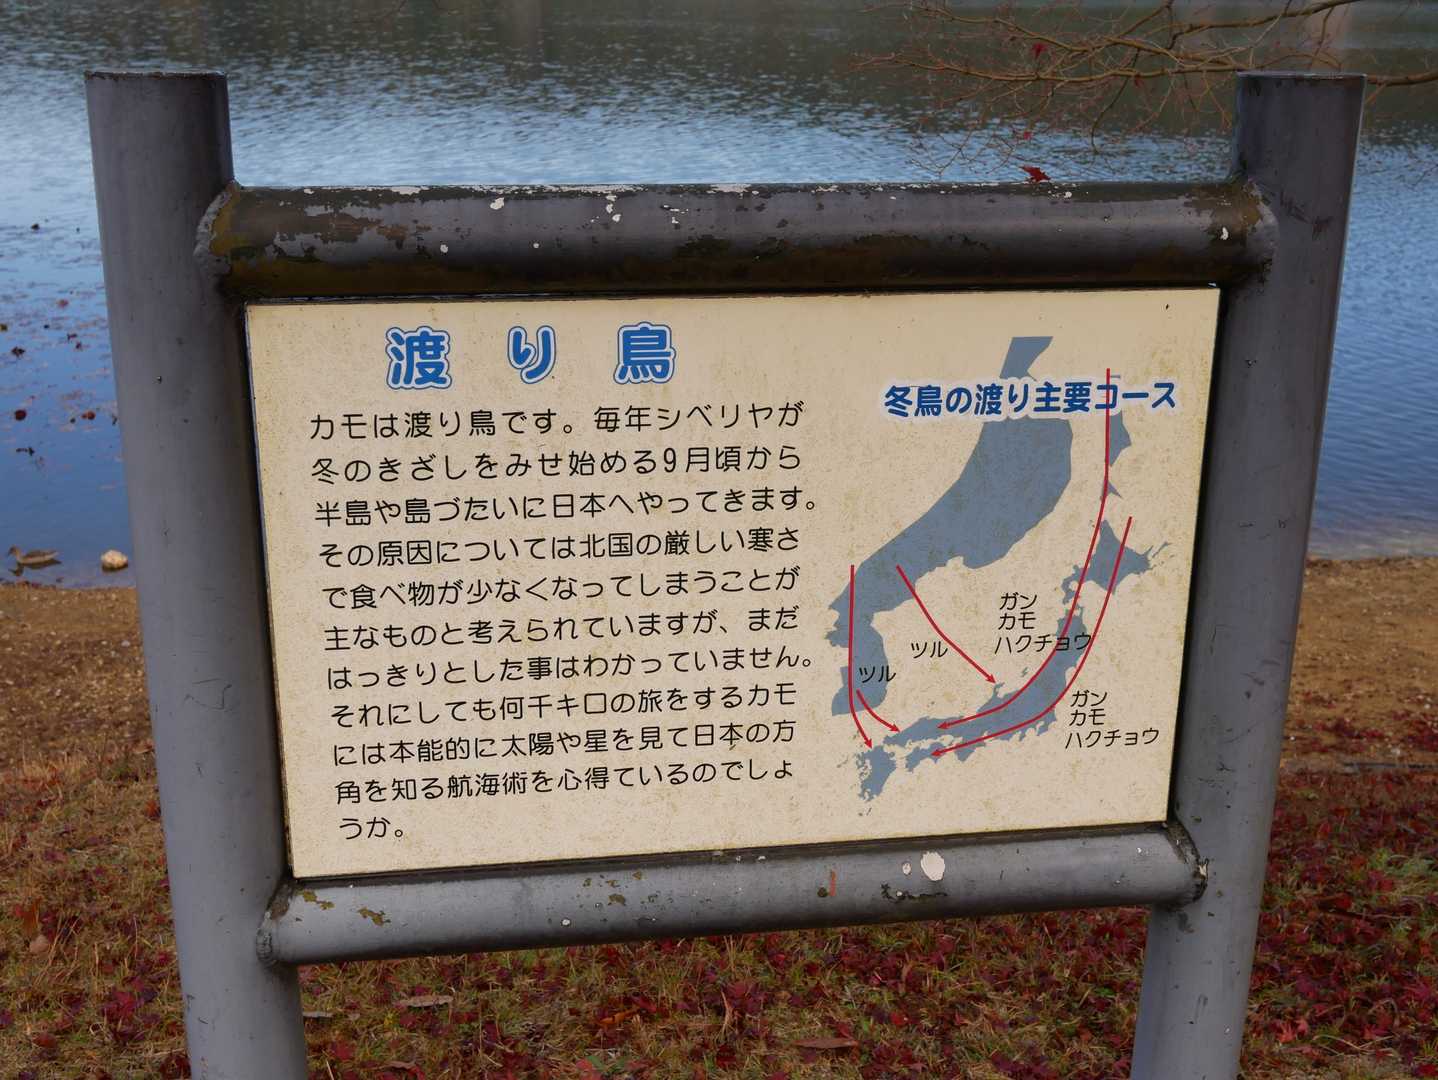 渡り鳥
カモは渡り鳥です。毎年シベリヤが
冬のきざしをみせ始める9月頃から
半島や島づたいに日本へやってきます。
その原因については北国の厳しい寒さ
で食べ物が少なくなってしまうことが
主なものと考えられていますが、まだ
はっきりとした事はわかっていません。
それにしても何千キロの旅をするカモ
には本能的に太陽や星を見て日本の方
角を知る航海術を心得ているのでしょ
うか。
冬鳥の渡り主要コース
ガン
カモ
ハクチョウ
ツル
ツル
ガン
カモ
ハクチョウ